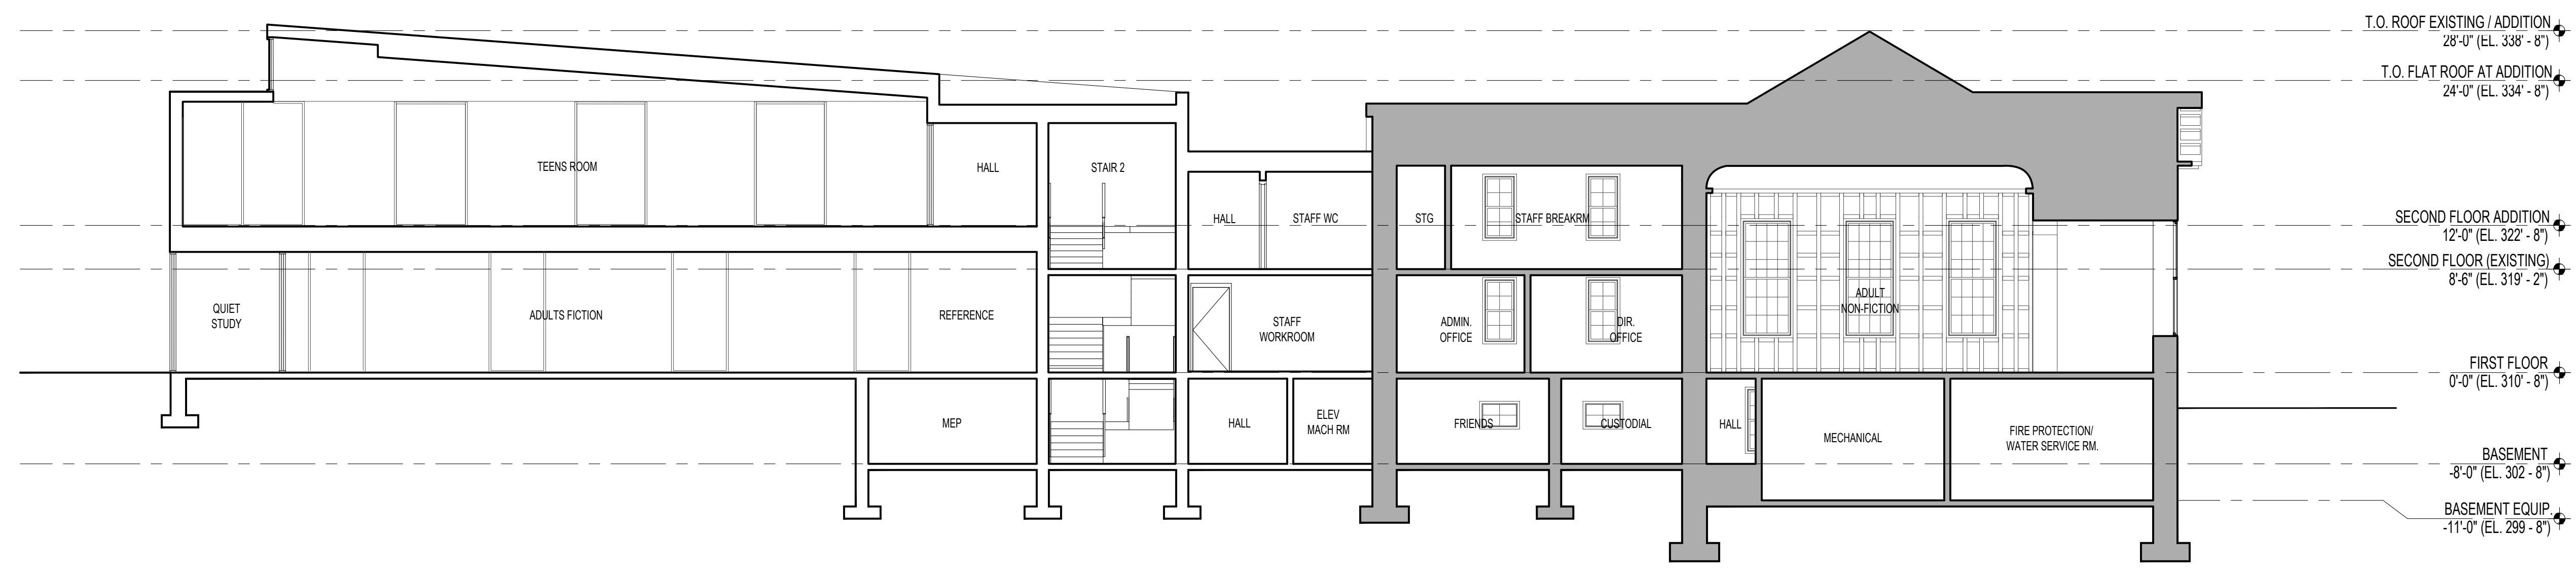 T.O. ROOF EXISTING / ADDITION
28'-0" (EL. 338' - 8")
T.O. FLAT ROOF AT ADDITION
24'-0" (EL. 334' - 8")
TEENS ROOM
HALL
STAIR 2
HALL
STAFF WC
STG
STAFF BREAKRM
SECOND FLOOR ADDITION
12'-0" (EL. 322' - 8")
SECOND FLOOR (EXISTING)
8'-6" (EL. 319' - 2")
QUIET
STUDY
ADULTS FICTION
REFERENCE
STAFF
WORKROOM
ADMIN.
OFFICE
DIR.
OFFICE
ADULT
NON-FICTION
FIRST FLOOR
0'-0" (EL. 310' - 8")
MEP
HALL
ELEV
MACH RM
FRIENDS
CUSTODIAL
HALL
MECHANICAL
FIRE PROTECTION/
WATER SERVICE RM.
BASEMENT
-8'-0" (EL. 302 - 8")
BASEMENT EQUIP.
-11'-0" (EL. 299 - 8")